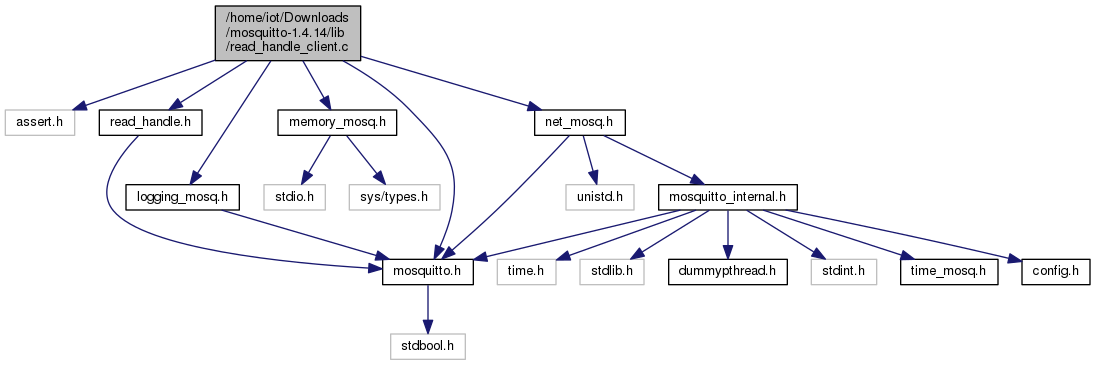 /home/iot/Downloads
/mosquitto-1.4.14/lib
/read_handle_client.c
assert.h
read_handle.h
memory_mosq.h
net_mosq.h
logging_mosq.h
stdio.h
sys/types.h
unistd.h
mosquitto_internal.h
mosquitto.h
time.h
stdlib.h
dummypthread.h
stdint.h
time_mosq.h
config.h
stdbool.h